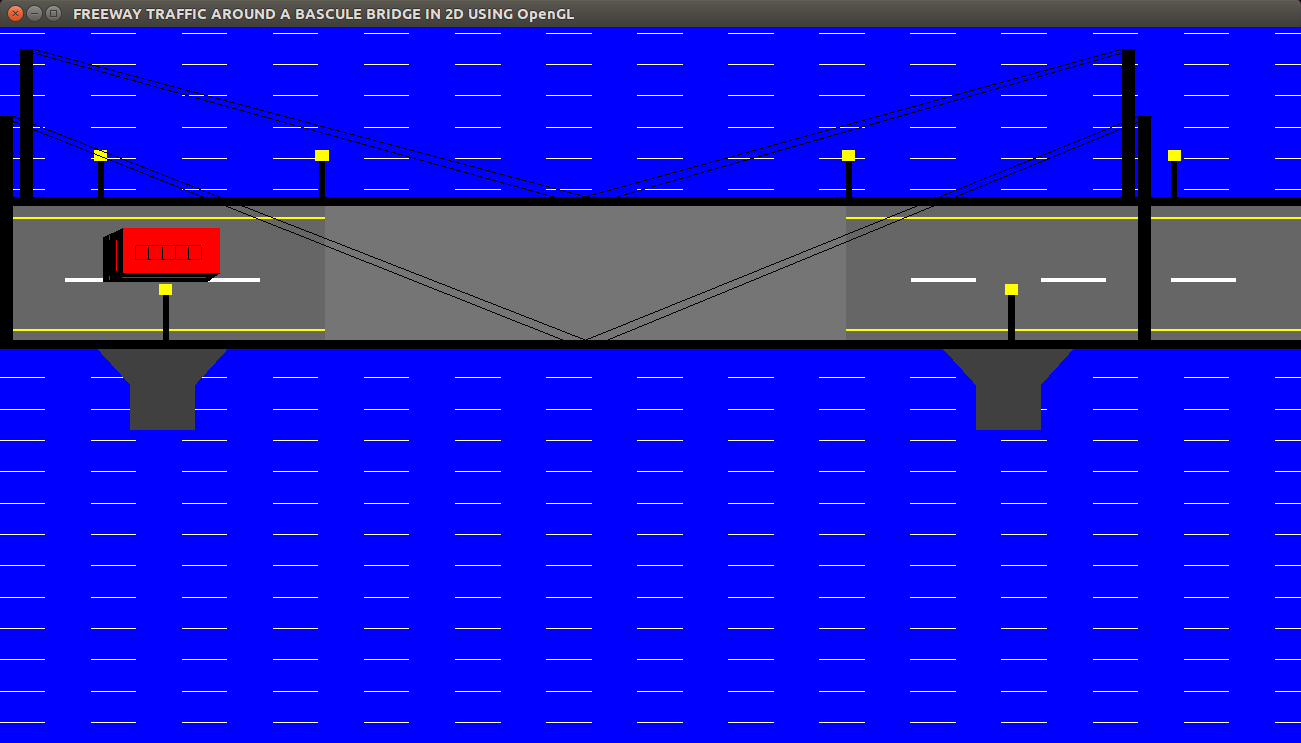 FREEWAY TRAFFIC AROUND A BASCULE BRIDGE IN 2D USING OpenGL